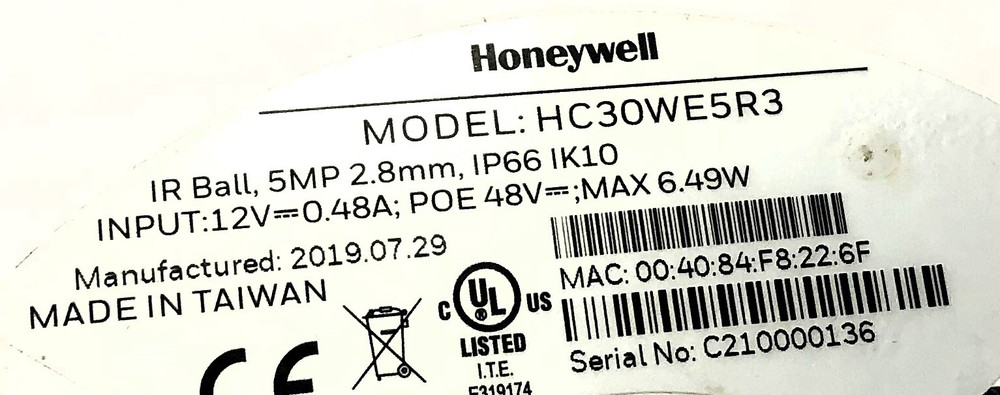 Honeywell
MODEL: HC30WE5R3
IR Ball, 5MP 2.8mm, IP66 IK10
INPUT:12V⎓0.48A; POE 48V⎓;MAX 6.49W
Manufactured: 2019.07.29
MADE IN TAIWAN
MAC: 00:40:84:F8:22:6F
Serial No: C210000136
CE
C UL US
®
LISTED
I.T.E.
E319174